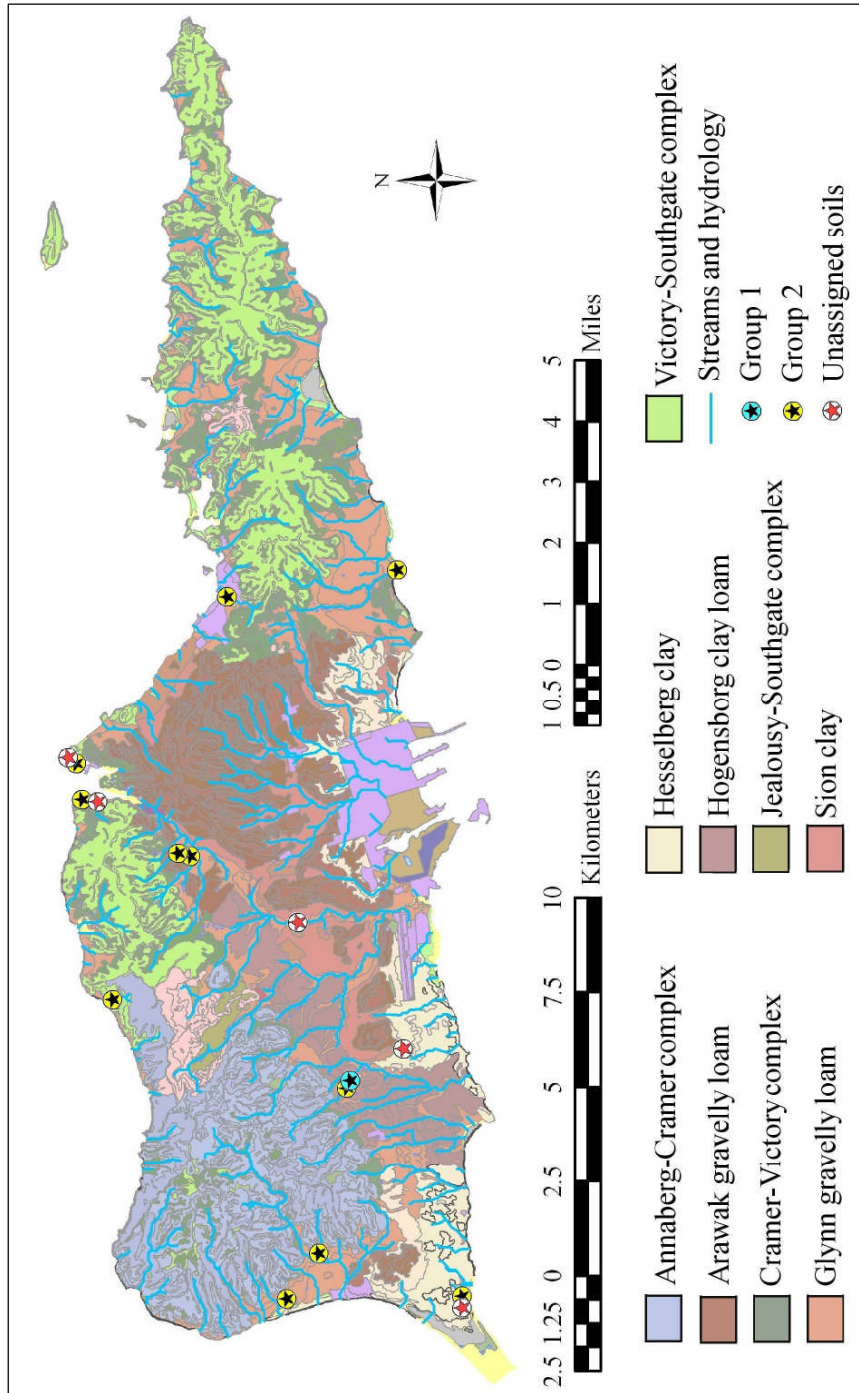 N
2.5 1.25 0 2.5 5 7.5 10
Kilometers
1 0.5 0 1 2 3 4 5
Miles
Annaberg-Cramer complex
Arawak gravelly loam
Cramer-Victory complex
Glynn gravelly loam
Hesselberg clay
Hogensborg clay loam
Jealousy-Southgate complex
Sion clay
Victory-Southgate complex
Streams and hydrology
Group 1
Group 2
Unassigned soils